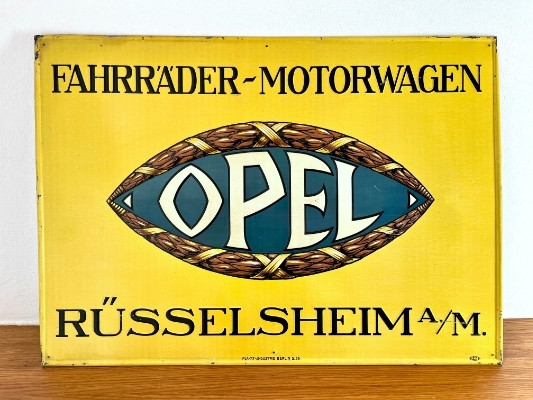 FAHRRÄDER-MOTORWAGEN
OPEL
RÜSSELSHEIM A./M.